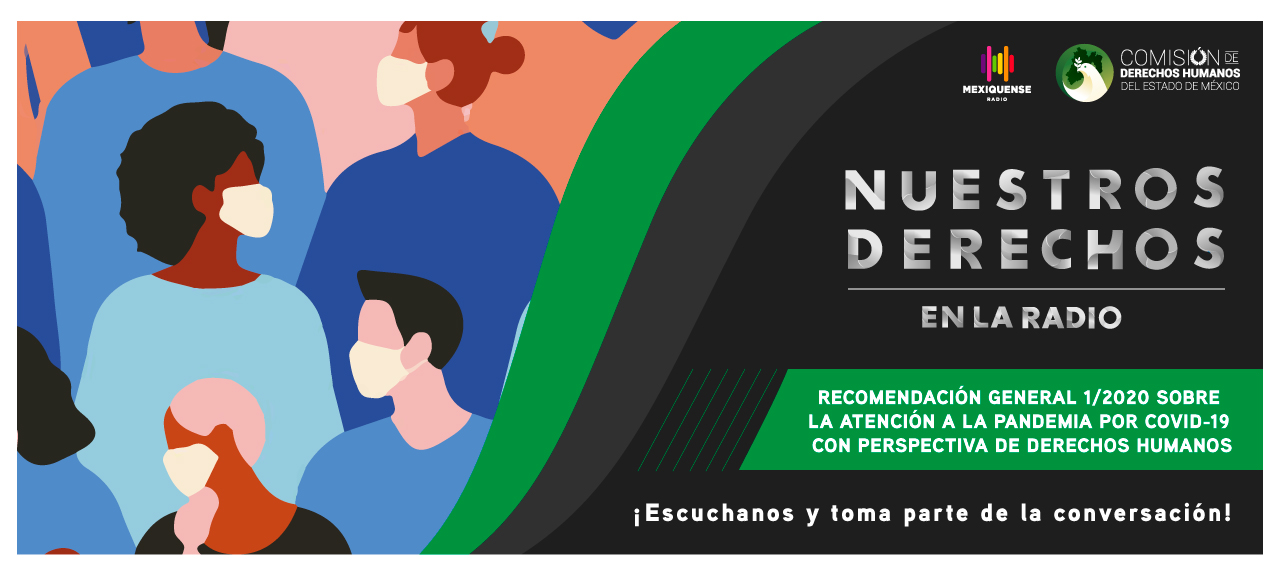 MEXIQUENSE
RADIO
COMISIÓN DE
DERECHOS HUMANOS
DEL ESTADO DE MÉXICO
NUESTROS
DERECHOS
EN LA RADIO
RECOMENDACIÓN GENERAL 1/2020 SOBRE
LA ATENCIÓN A LA PANDEMIA POR COVID-19
CON PERSPECTIVA DE DERECHOS HUMANOS
¡Escuchanos y toma parte de la conversación!